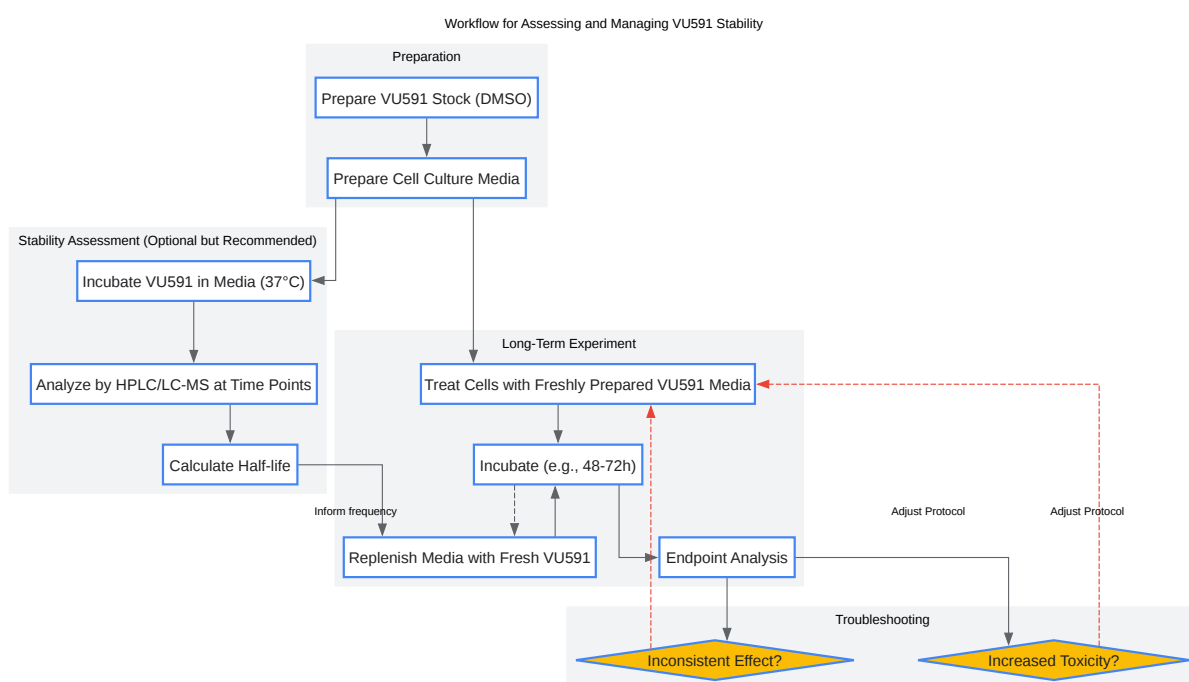 Workflow for Assessing and Managing VU591 Stability
Preparation
Prepare VU591 Stock (DMSO)
Prepare Cell Culture Media
Stability Assessment (Optional but Recommended)
Incubate VU591 in Media (37°C)
Analyze by HPLC/LC-MS at Time Points
Calculate Half-life
Inform frequency
Long-Term Experiment
Treat Cells with Freshly Prepared VU591 Media
Incubate (e.g., 48-72h)
Replenish Media with Fresh VU591
Endpoint Analysis
Adjust Protocol
Adjust Protocol
Troubleshooting
Inconsistent Effect?
Increased Toxicity?